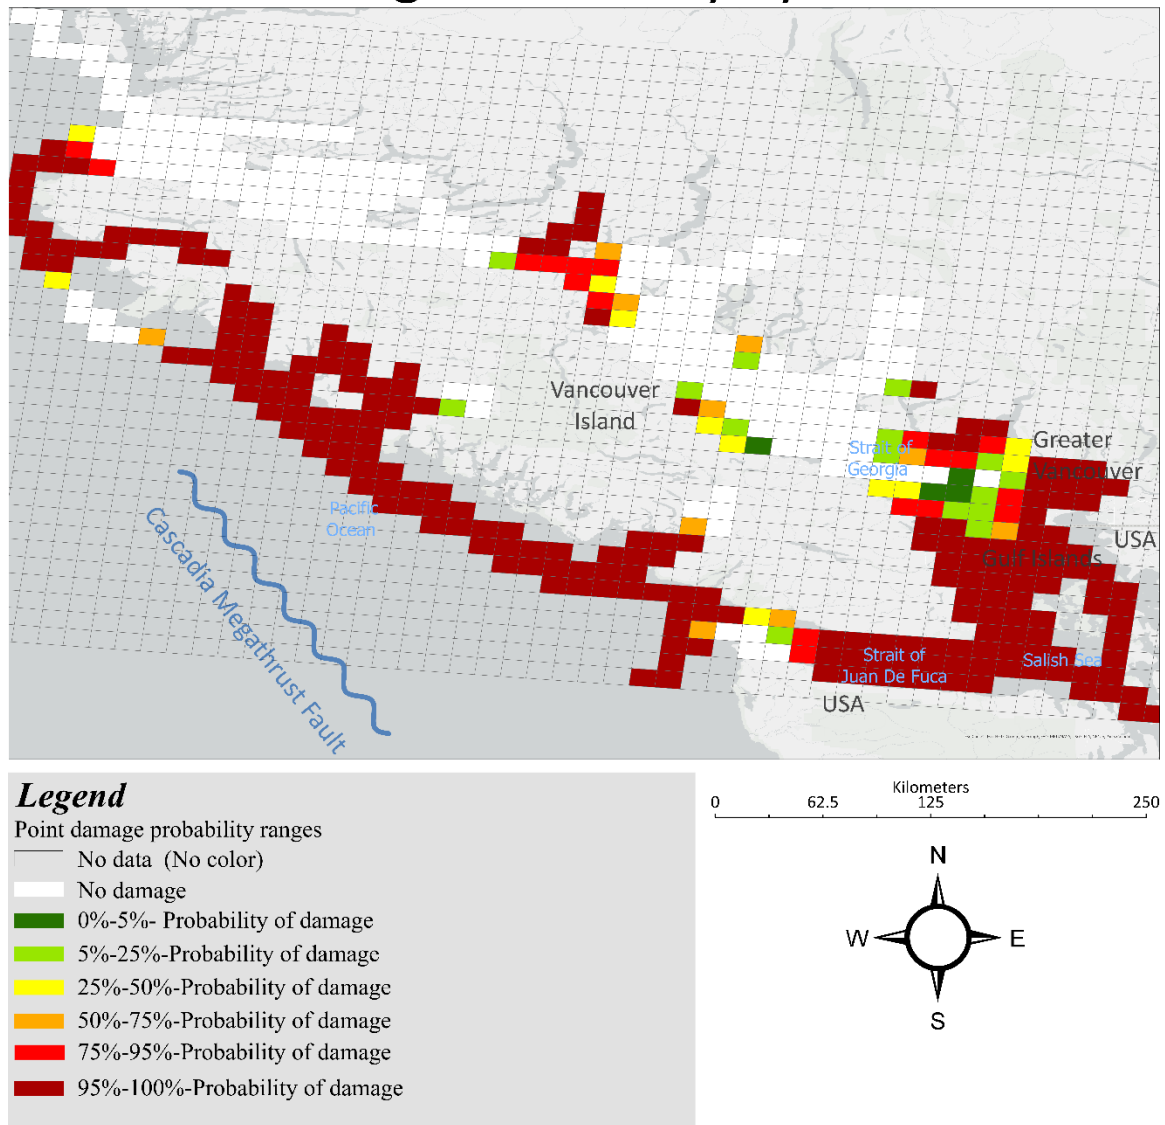 Vancouver
Island
Greater
Vancouver
Strait of
Georgia
Pacific
Ocean
USA
Gulf Islands
Cascadia Megathrust Fault
Strait of
Juan De Fuca
Salish Sea
USA
Legend
Point damage probability ranges
No data (No color)
No damage
0%-5%- Probability of damage
5%-25%-Probability of damage
25%-50%-Probability of damage
50%-75%-Probability of damage
75%-95%-Probability of damage
95%-100%-Probability of damage
Kilometers
0 62.5 125 250
N
W E
S